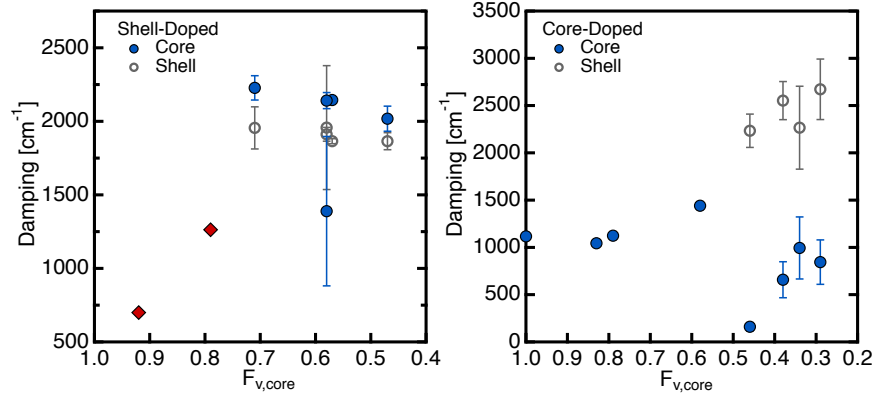 Shell-Doped
Core
Shell
Damping [cm-1]
2500
2000
1500
1000
500
1.0 0.9 0.8 0.7 0.6 0.5 0.4
Fv,core
Core-Doped
Core
Shell
Damping [cm-1]
3500
3000
2500
2000
1500
1000
500
0
1.0 0.9 0.8 0.7 0.6 0.5 0.4 0.3 0.2
Fv,core